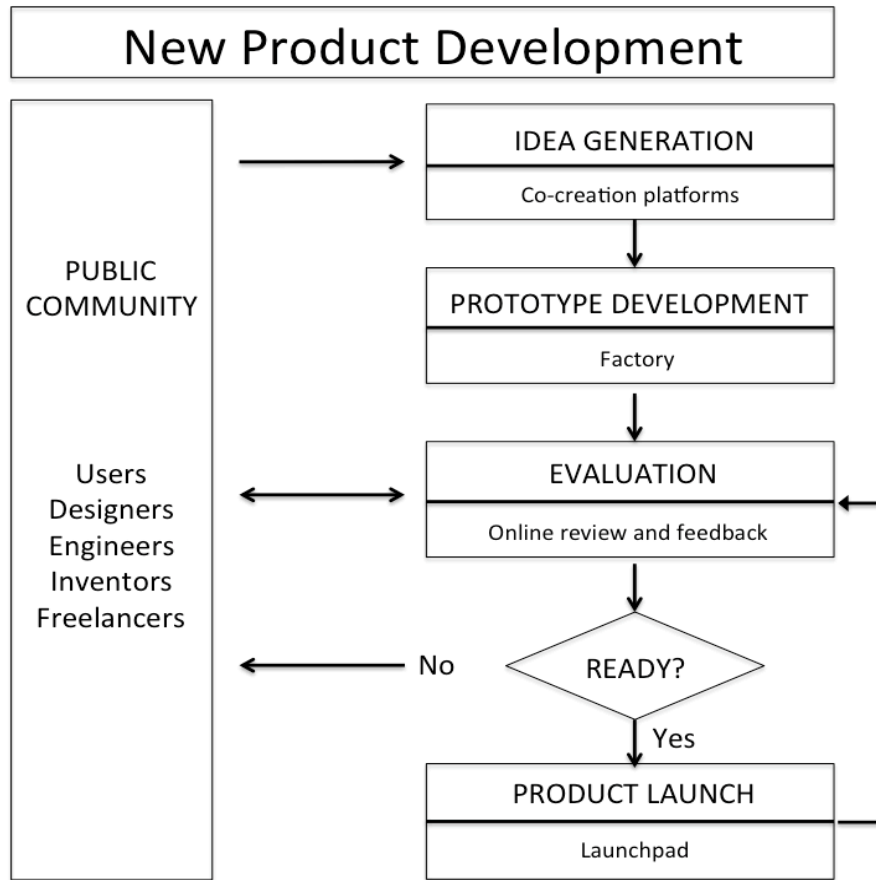 New Product Development
PUBLIC
COMMUNITY
Users
Designers
Engineers
Inventors
Freelancers
IDEA GENERATION
Co-creation platforms
PROTOTYPE DEVELOPMENT
Factory
EVALUATION
Online review and feedback
READY?
No
Yes
PRODUCT LAUNCH
Launchpad